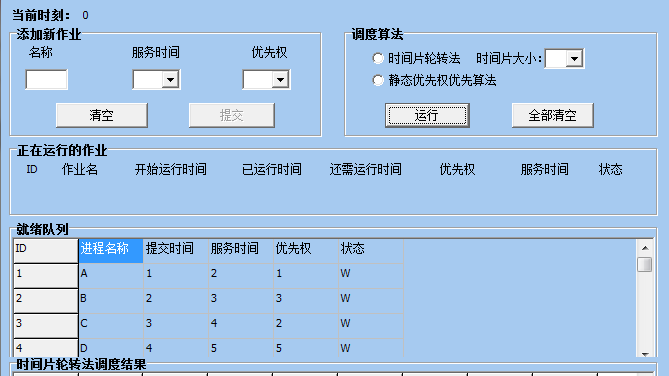 当前时刻： 0
添加新作业
名称 服务时间 优先权
清空 提交
调度算法
时间片轮转法 时间片大小：
静态优先权优先算法
运行 全部清空
正在运行的作业
ID 作业名 开始运行时间 已运行时间 还需运行时间 优先权 服务时间 状态
就绪队列
ID 进程名称 提交时间 服务时间 优先权 状态
1 A 1 2 1 W
2 B 2 3 3 W
3 C 3 4 2 W
4 D 4 5 5 W
时间片轮转法调度结果